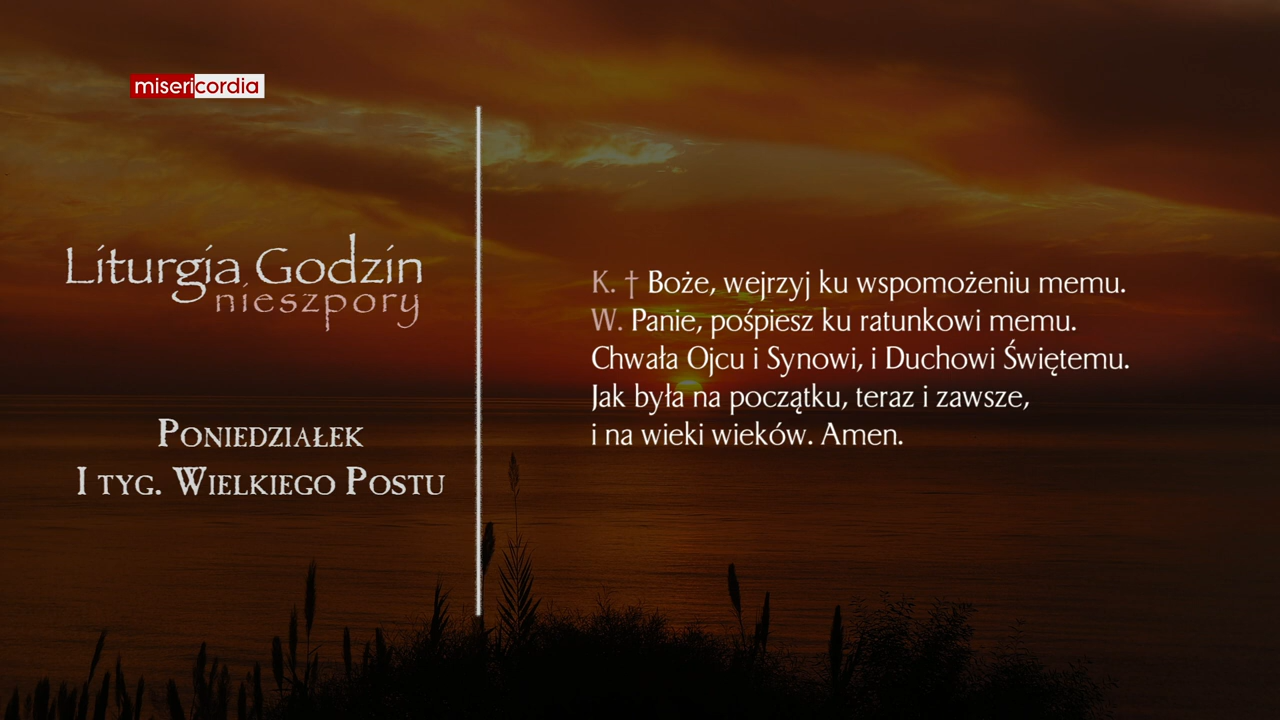 misericordia
Liturgia Godzin
nieszpory
Poniedziałek
I tyg. Wielkiego Postu
K. † Boże, wejrzyj ku wspomożeniu memu.
W. Panie, pośpiesz ku ratunkowi memu.
Chwała Ojcu i Synowi, i Duchowi Świętemu.
Jak była na początku, teraz i zawsze,
i na wieki wieków. Amen.